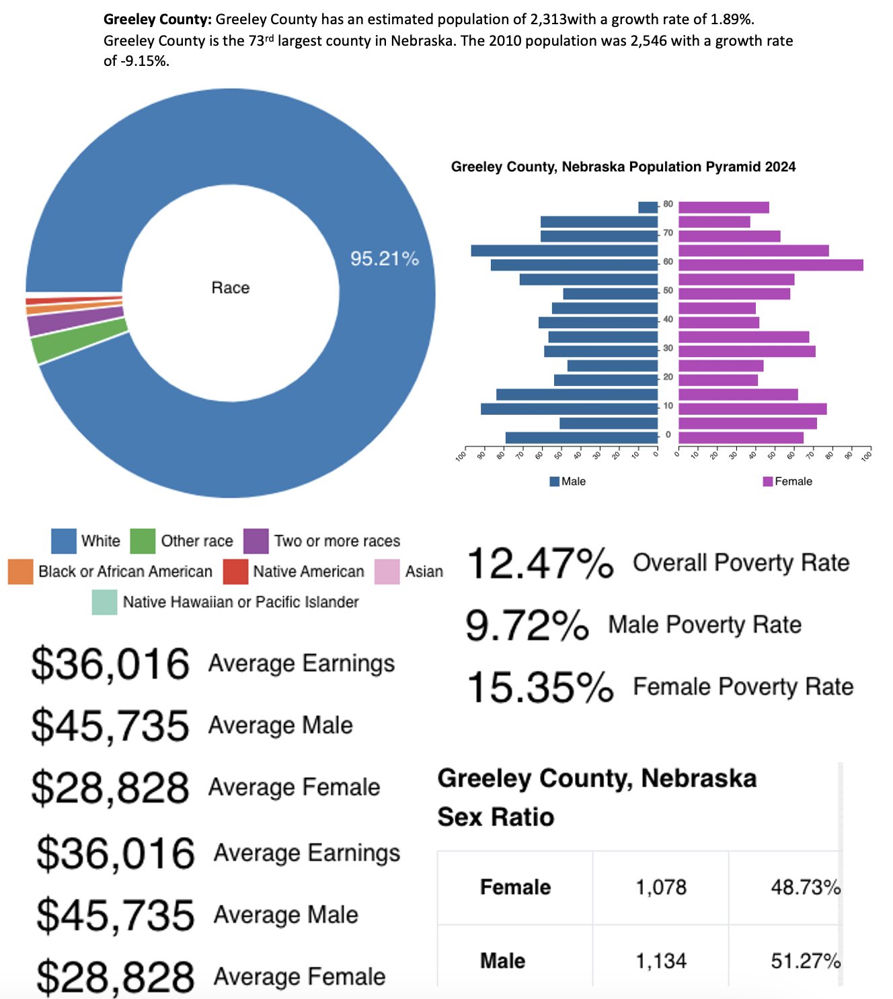 Greeley County: Greeley County has an estimated population of 2,313with a growth rate of 1.89%.
Greeley County is the 73rd largest county in Nebraska. The 2010 population was 2,546 with a growth rate
of -9.15%.
95.21%
Race
White Other race Two or more races
Black or African American Native American Asian
Native Hawaiian or Pacific Islander
Greeley County, Nebraska Population Pyramid 2024
80
70
60
50
40
30
20
10
0
100 90 80 70 60 50 40 30 20 10 0
0 10 20 30 40 50 60 70 80 90 100
Male
Female
12.47% Overall Poverty Rate
9.72% Male Poverty Rate
15.35% Female Poverty Rate
$36,016 Average Earnings
$45,735 Average Male
$28,828 Average Female
$36,016 Average Earnings
$45,735 Average Male
$28,828 Average Female
Greeley County, Nebraska
Sex Ratio
Female 1,078 48.73%
Male 1,134 51.27%